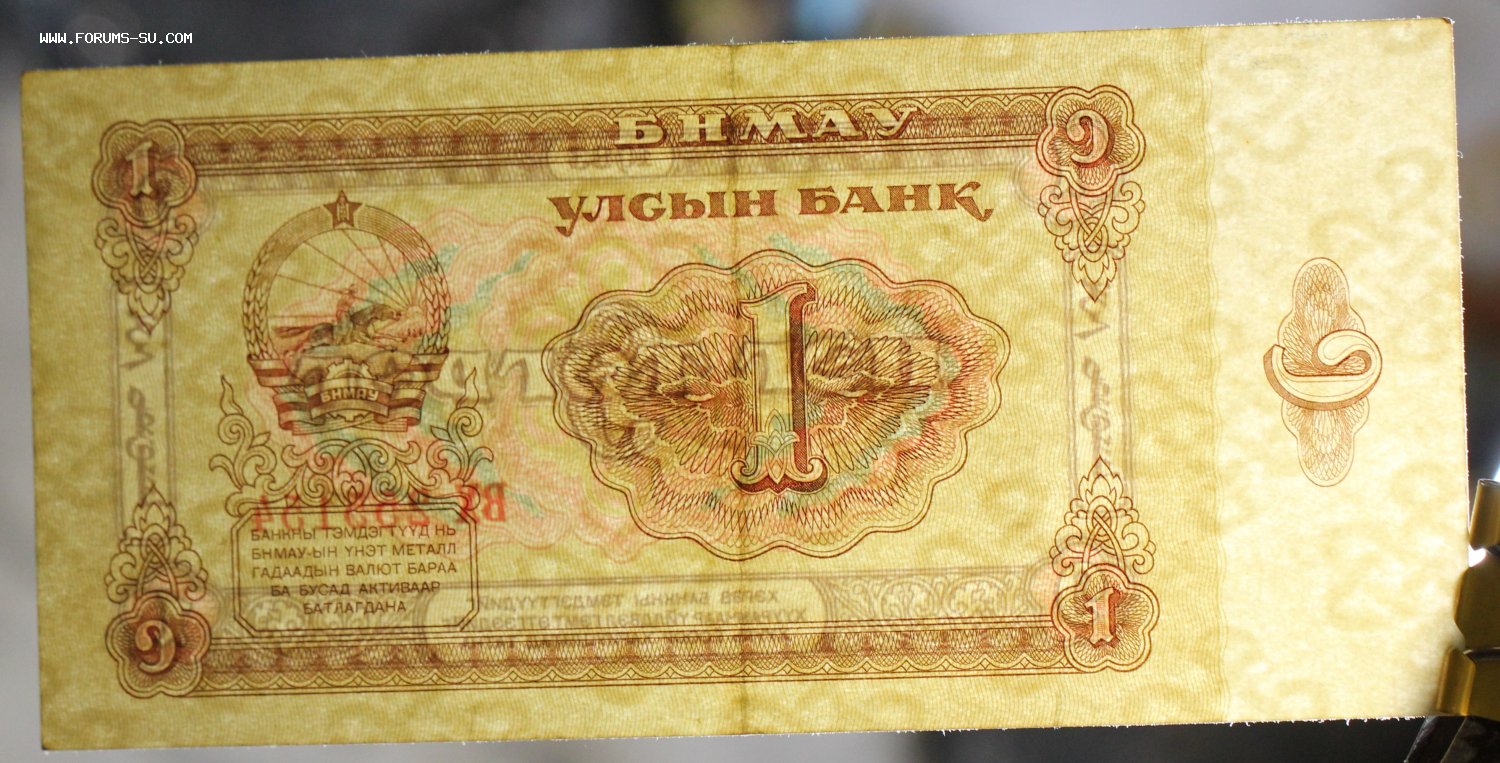 WWW.FORUMS-SU.COM
БНМАУ
1
УЛСЫН БАНК
1
БНМАУ
БАНКНЫ ТЭМДЭГТҮҮД НЬ
БНМАУ-ЫН ҮНЭТ МЕТАЛЛ
ГАДААДЫН ВАЛЮТ БАРАА
БА БУСАД АКТИВААР
БАТЛАГДАНА
1